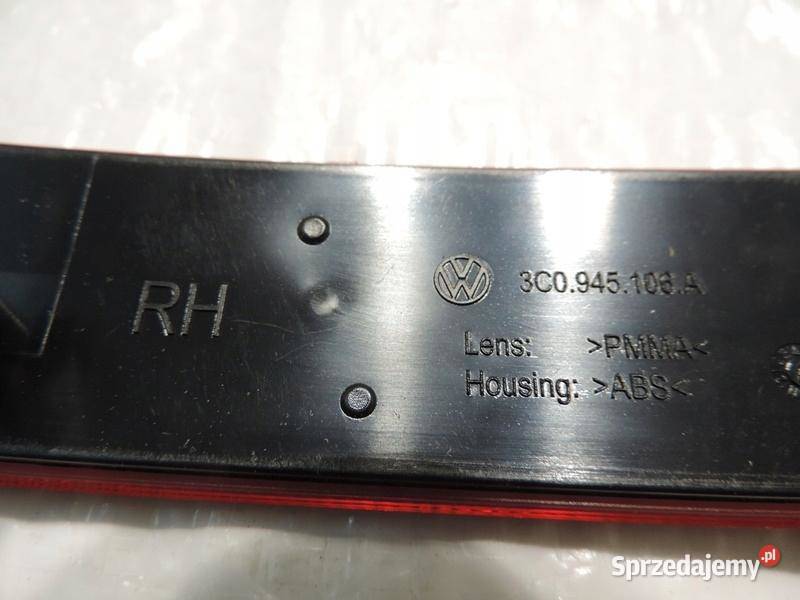 RH
3C0.945.106.A
Lens: >PMMA<
Housing: >ABS<
Sprzedajemy.pl